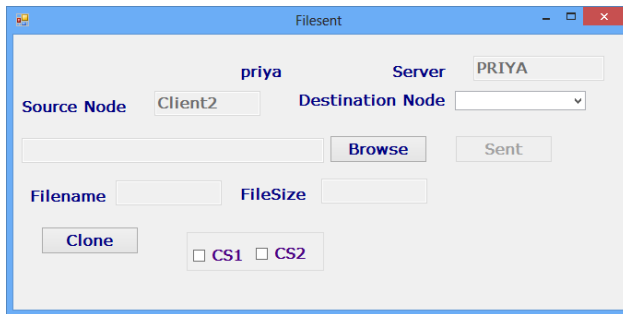 Filesent
priya Server PRIYA
Source Node Client2 Destination Node
Browse Sent
Filename FileSize
Clone CS1 CS2